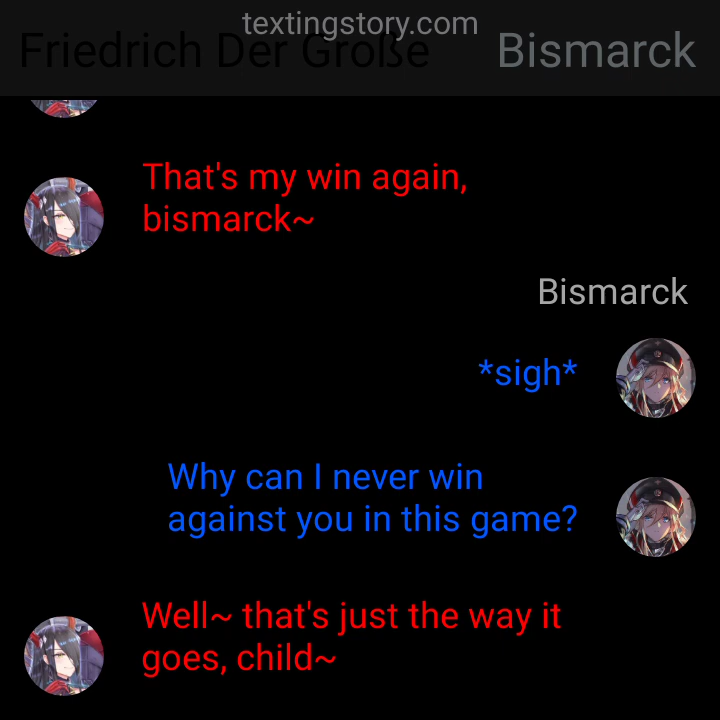 textingstory.com
Friedrich Der Große Bismarck
That's my win again,
bismarck~
Bismarck
*sigh*
Why can I never win
against you in this game?
Well~ that's just the way it
goes, child~